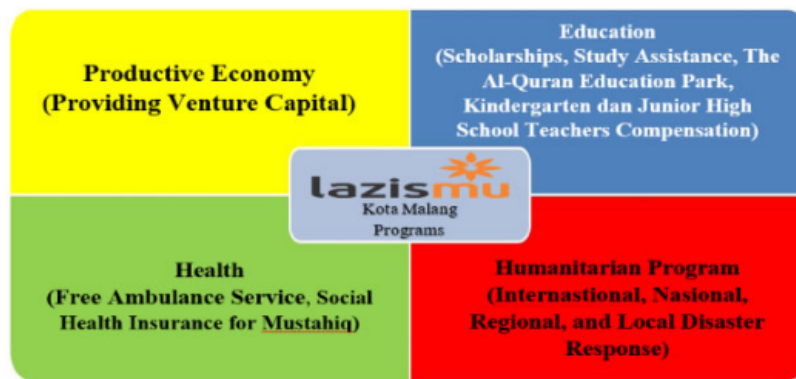 Productive Economy
(Providing Venture Capital)
Education
(Scholarships, Study Assistance, The
Al-Quran Education Park,
Kindergarten dan Junior High
School Teachers Compensation)
lazismu
Kota Malang
Programs
Health
(Free Ambulance Service, Social
Health Insurance for Mustahiq)
Humanitarian Program
(Internastional, Nasional,
Regional, and Local Disaster
Response)